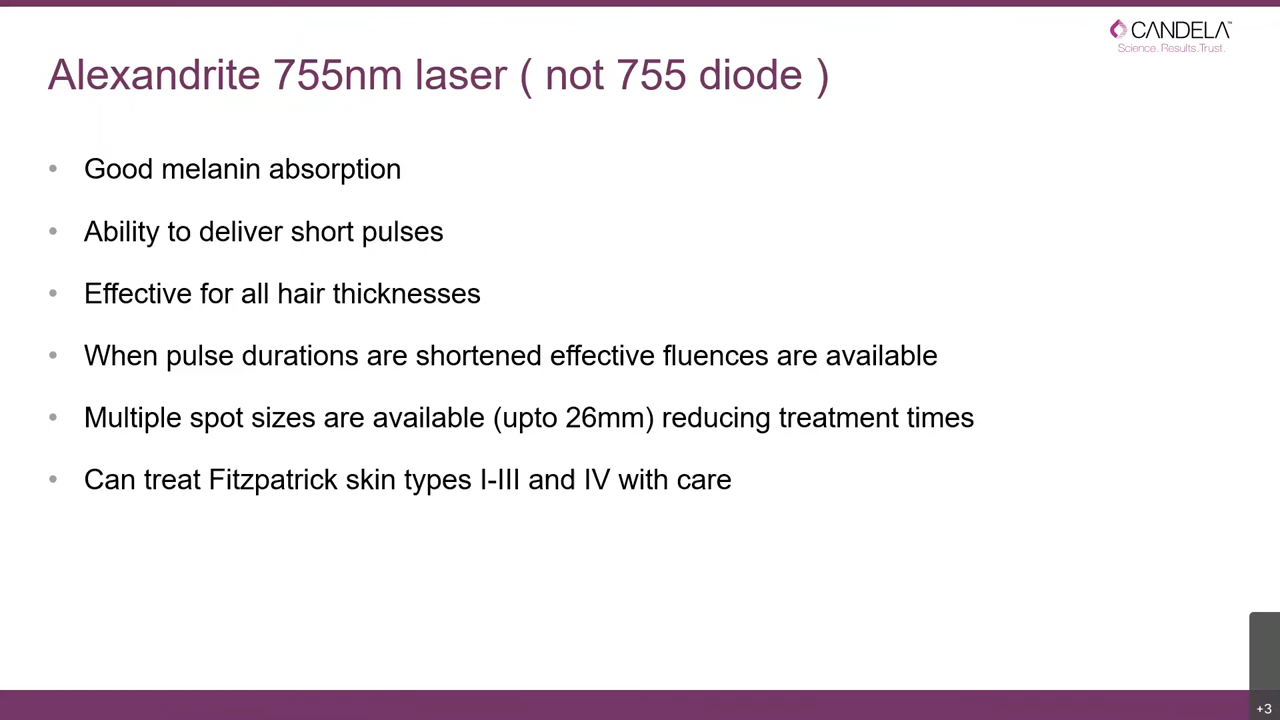 CANDELA™
Science. Results. Trust.
Alexandrite 755nm laser ( not 755 diode )
• Good melanin absorption
• Ability to deliver short pulses
• Effective for all hair thicknesses
• When pulse durations are shortened effective fluences are available
• Multiple spot sizes are available (upto 26mm) reducing treatment times
• Can treat Fitzpatrick skin types I-III and IV with care
+3